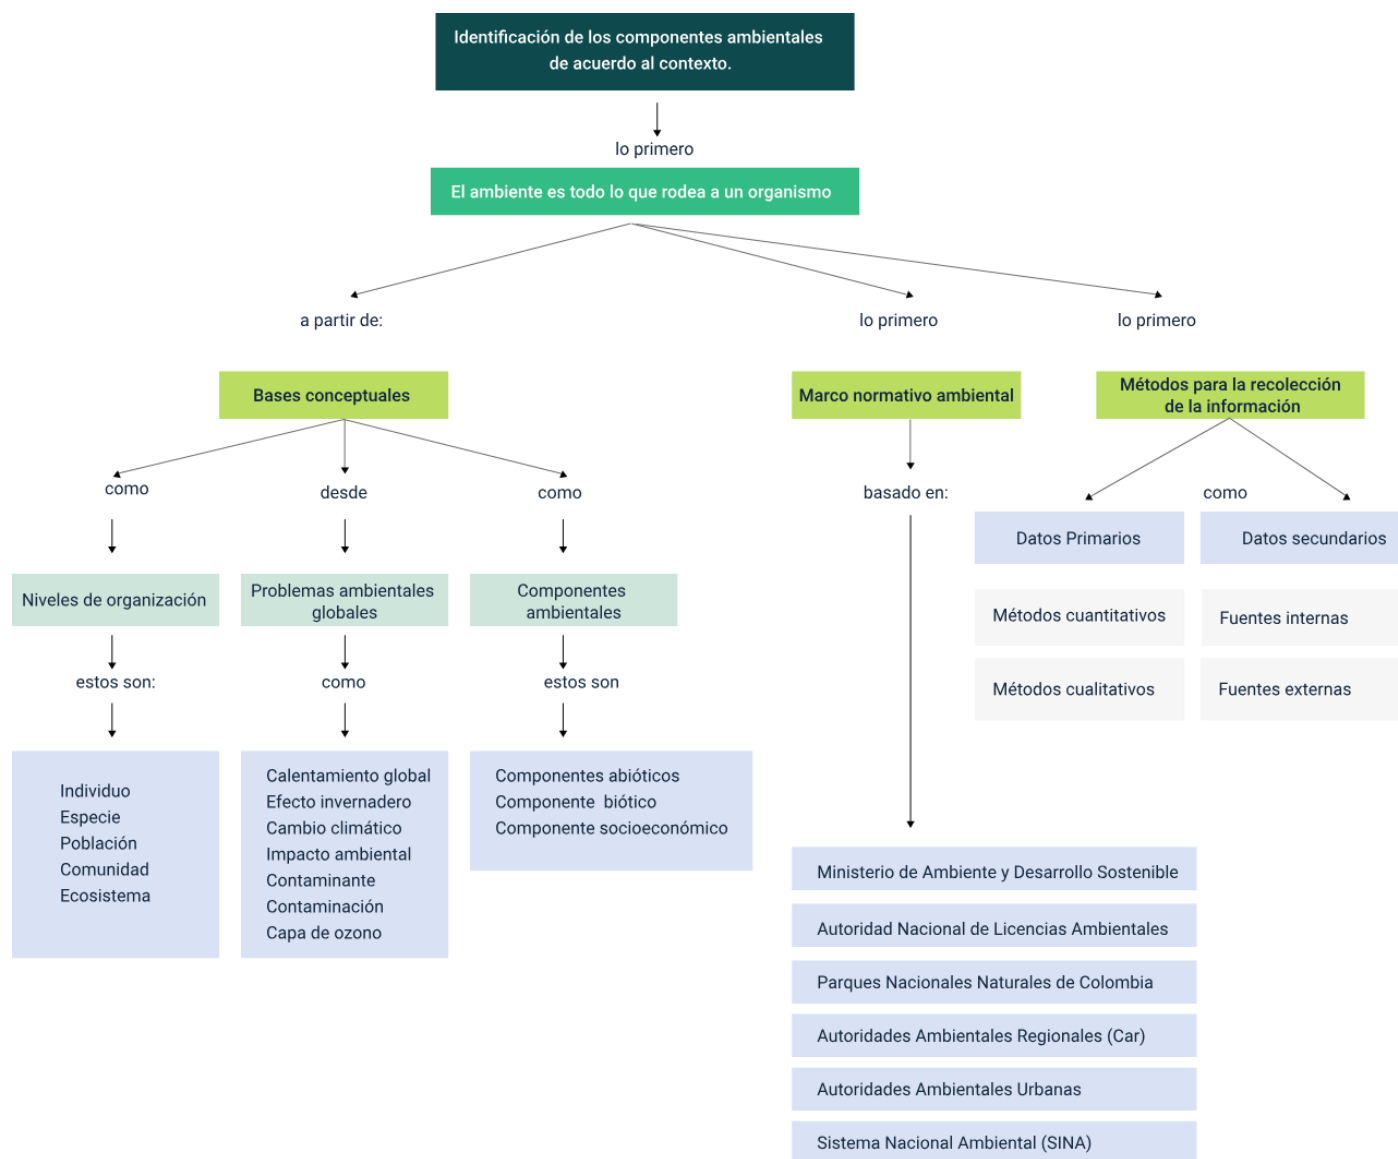 Identificación de los componentes ambientales
de acuerdo al contexto.
lo primero
El ambiente es todo lo que rodea a un organismo
a partir de:
lo primero
lo primero
Bases conceptuales
Marco normativo ambiental
Métodos para la recolección
de la información
como
desde
como
basado en:
como
Datos Primarios
Datos secundarios
Niveles de organización
Problemas ambientales
globales
Componentes
ambientales
Métodos cuantitativos
Fuentes internas
Métodos cualitativos
Fuentes externas
estos son:
como
estos son
Individuo
Especie
Población
Comunidad
Ecosistema
Calentamiento global
Efecto invernadero
Cambio climático
Impacto ambiental
Contaminante
Contaminación
Capa de ozono
Componentes abióticos
Componente  biótico
Componente socioeconómico
Ministerio de Ambiente y Desarrollo Sostenible
Autoridad Nacional de Licencias Ambientales
Parques Nacionales Naturales de Colombia
Autoridades Ambientales Regionales (Car)
Autoridades Ambientales Urbanas
Sistema Nacional Ambiental (SINA)